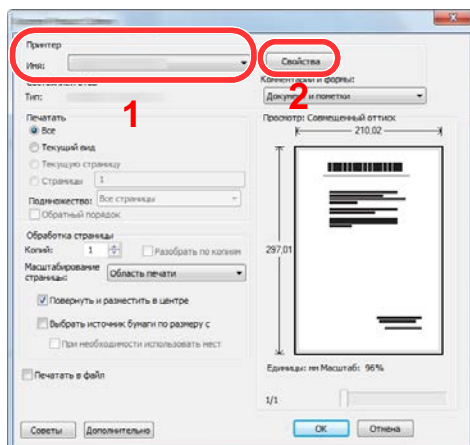 Принтер
Имя:
Свойства
Комментарии и формы:
Тип:
1
2
Документ и пометки
Печатать
Все
Текущий вид
Текущую страницу
Страницы 1
Подмножество: Все страницы
Обратный порядок
Просмотр: Совмещенный оттиск
210,02
297,01
Обработка страницы
Копий: 1
Разобрать по копиям
Масштабирование страницы: Область печати
Повернуть и разместить в центре
Выбрать источник бумаги по размеру с
При необходимости использовать мест
Единицы: мм Масштаб: 96%
Печатать в файл
1/1
Советы
Дополнительно
OK
Отмена